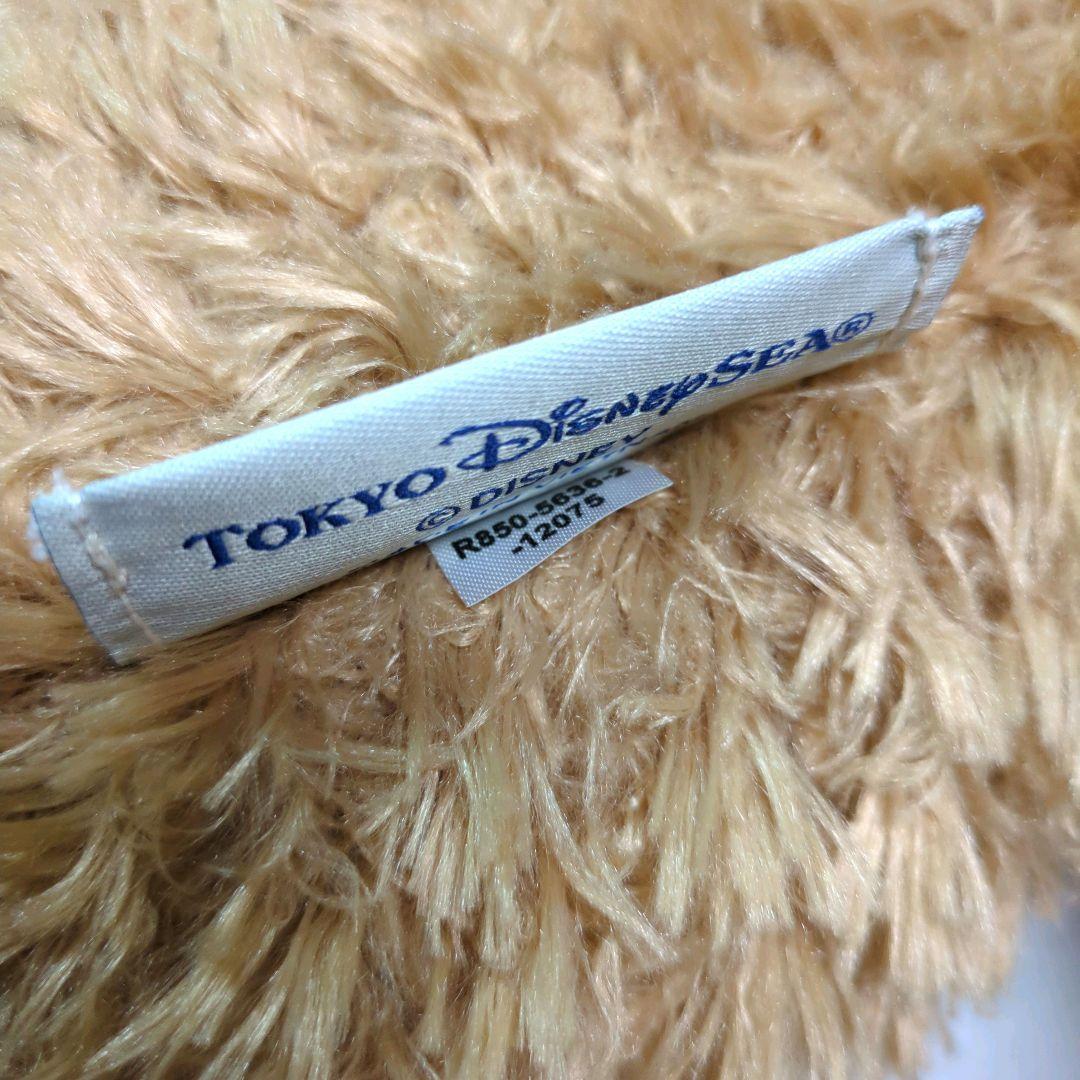 TOKYO DISNEYSEA®
© DISNEY
R850-5636-2
-12075